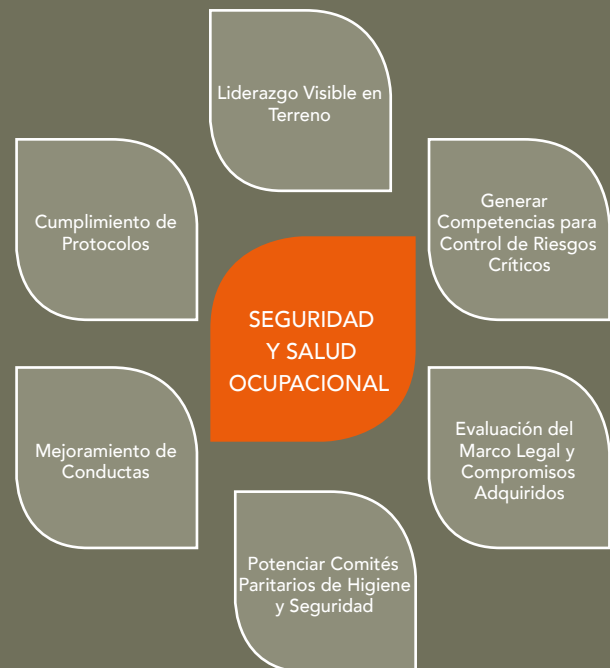 Liderazgo Visible en
Terreno
Generar
Competencias para
Control de Riesgos
Críticos
Cumplimiento de
Protocolos
SEGURIDAD
Y SALUD
OCUPACIONAL
Evaluación del
Marco Legal y
Compromisos
Adquiridos
Mejoramiento de
Conductas
Potenciar Comités
Paritarios de Higiene
y Seguridad